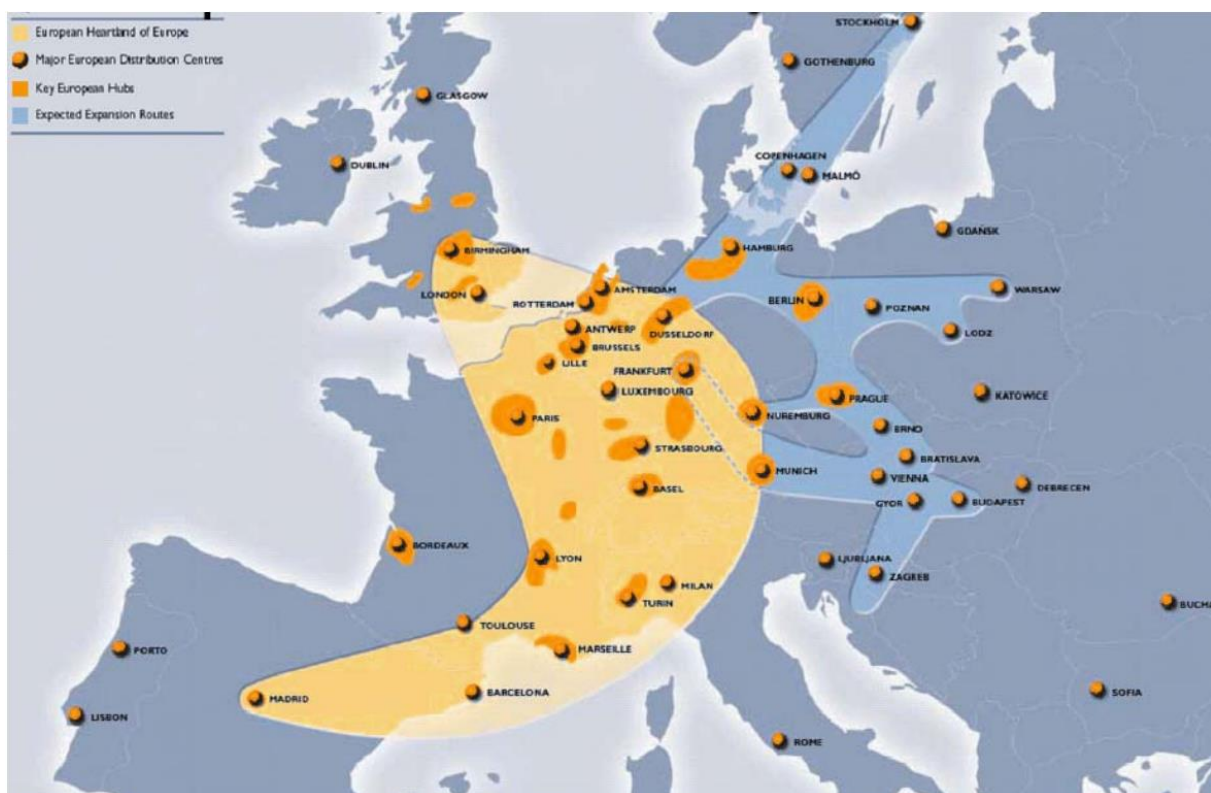 European Heartland of Europe
Major European Distribution Centres
Key European Hubs
Expected Expansion Routes
STOCKHOLM
GOTHENBURG
GLASGOW
COPENHAGEN
DUBLIN
MALMÖ
GDAŃSK
BIRMINGHAM
HAMBURG
AMSTERDAM
WARSAW
LONDON
ROTTERDAM
BERLIN
POZNAN
ANTWERP
DUSSELDORF
LODZ
BRUSSELS
LILLE
FRANKFURT
LUXEMBOURG
KATOWICE
PRAGUE
PARIS
NUREMBURG
ERNO
STRASBOURG
BRATISLAVA
MUNICH
VIENNA
BASEL
DEBRECEN
GYOR
BUDAPEST
BORDEAUX
LYON
LJUBLJANA
ZAGREB
MILAN
TURIN
BUCHA
TOULOUSE
MARSEILLE
PORTO
MADRID
BARCELONA
SOFIA
LISBON
ROME